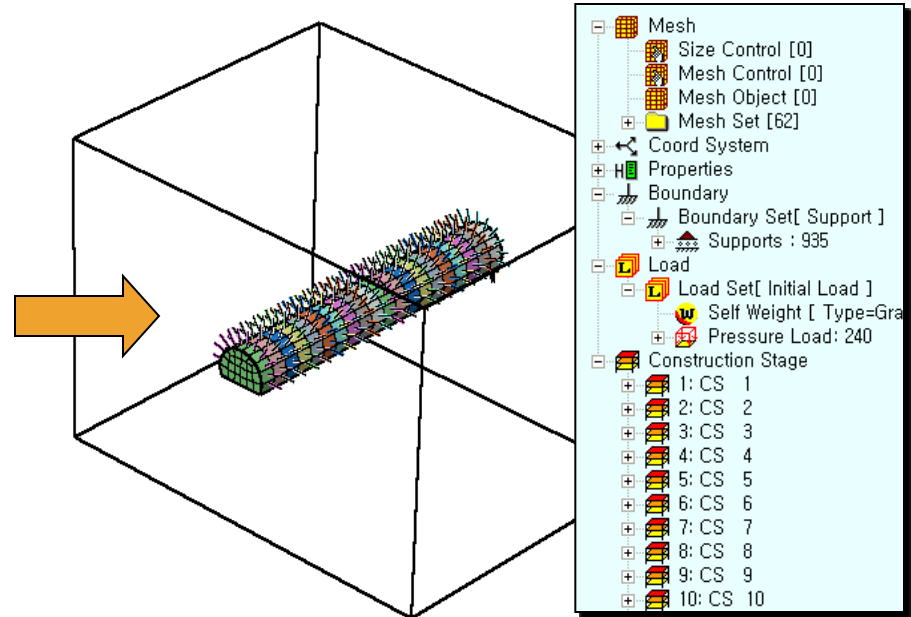 Mesh
Size Control [0]
Mesh Control [0]
Mesh Object [0]
Mesh Set [62]
Coord System
Properties
Boundary
Boundary Set[ Support ]
Supports : 935
Load
Load Set[ Initial Load ]
Self Weight [ Type=Gra
Pressure Load: 240
Construction Stage
1: CS 1
2: CS 2
3: CS 3
4: CS 4
5: CS 5
6: CS 6
7: CS 7
8: CS 8
9: CS 9
10: CS 10